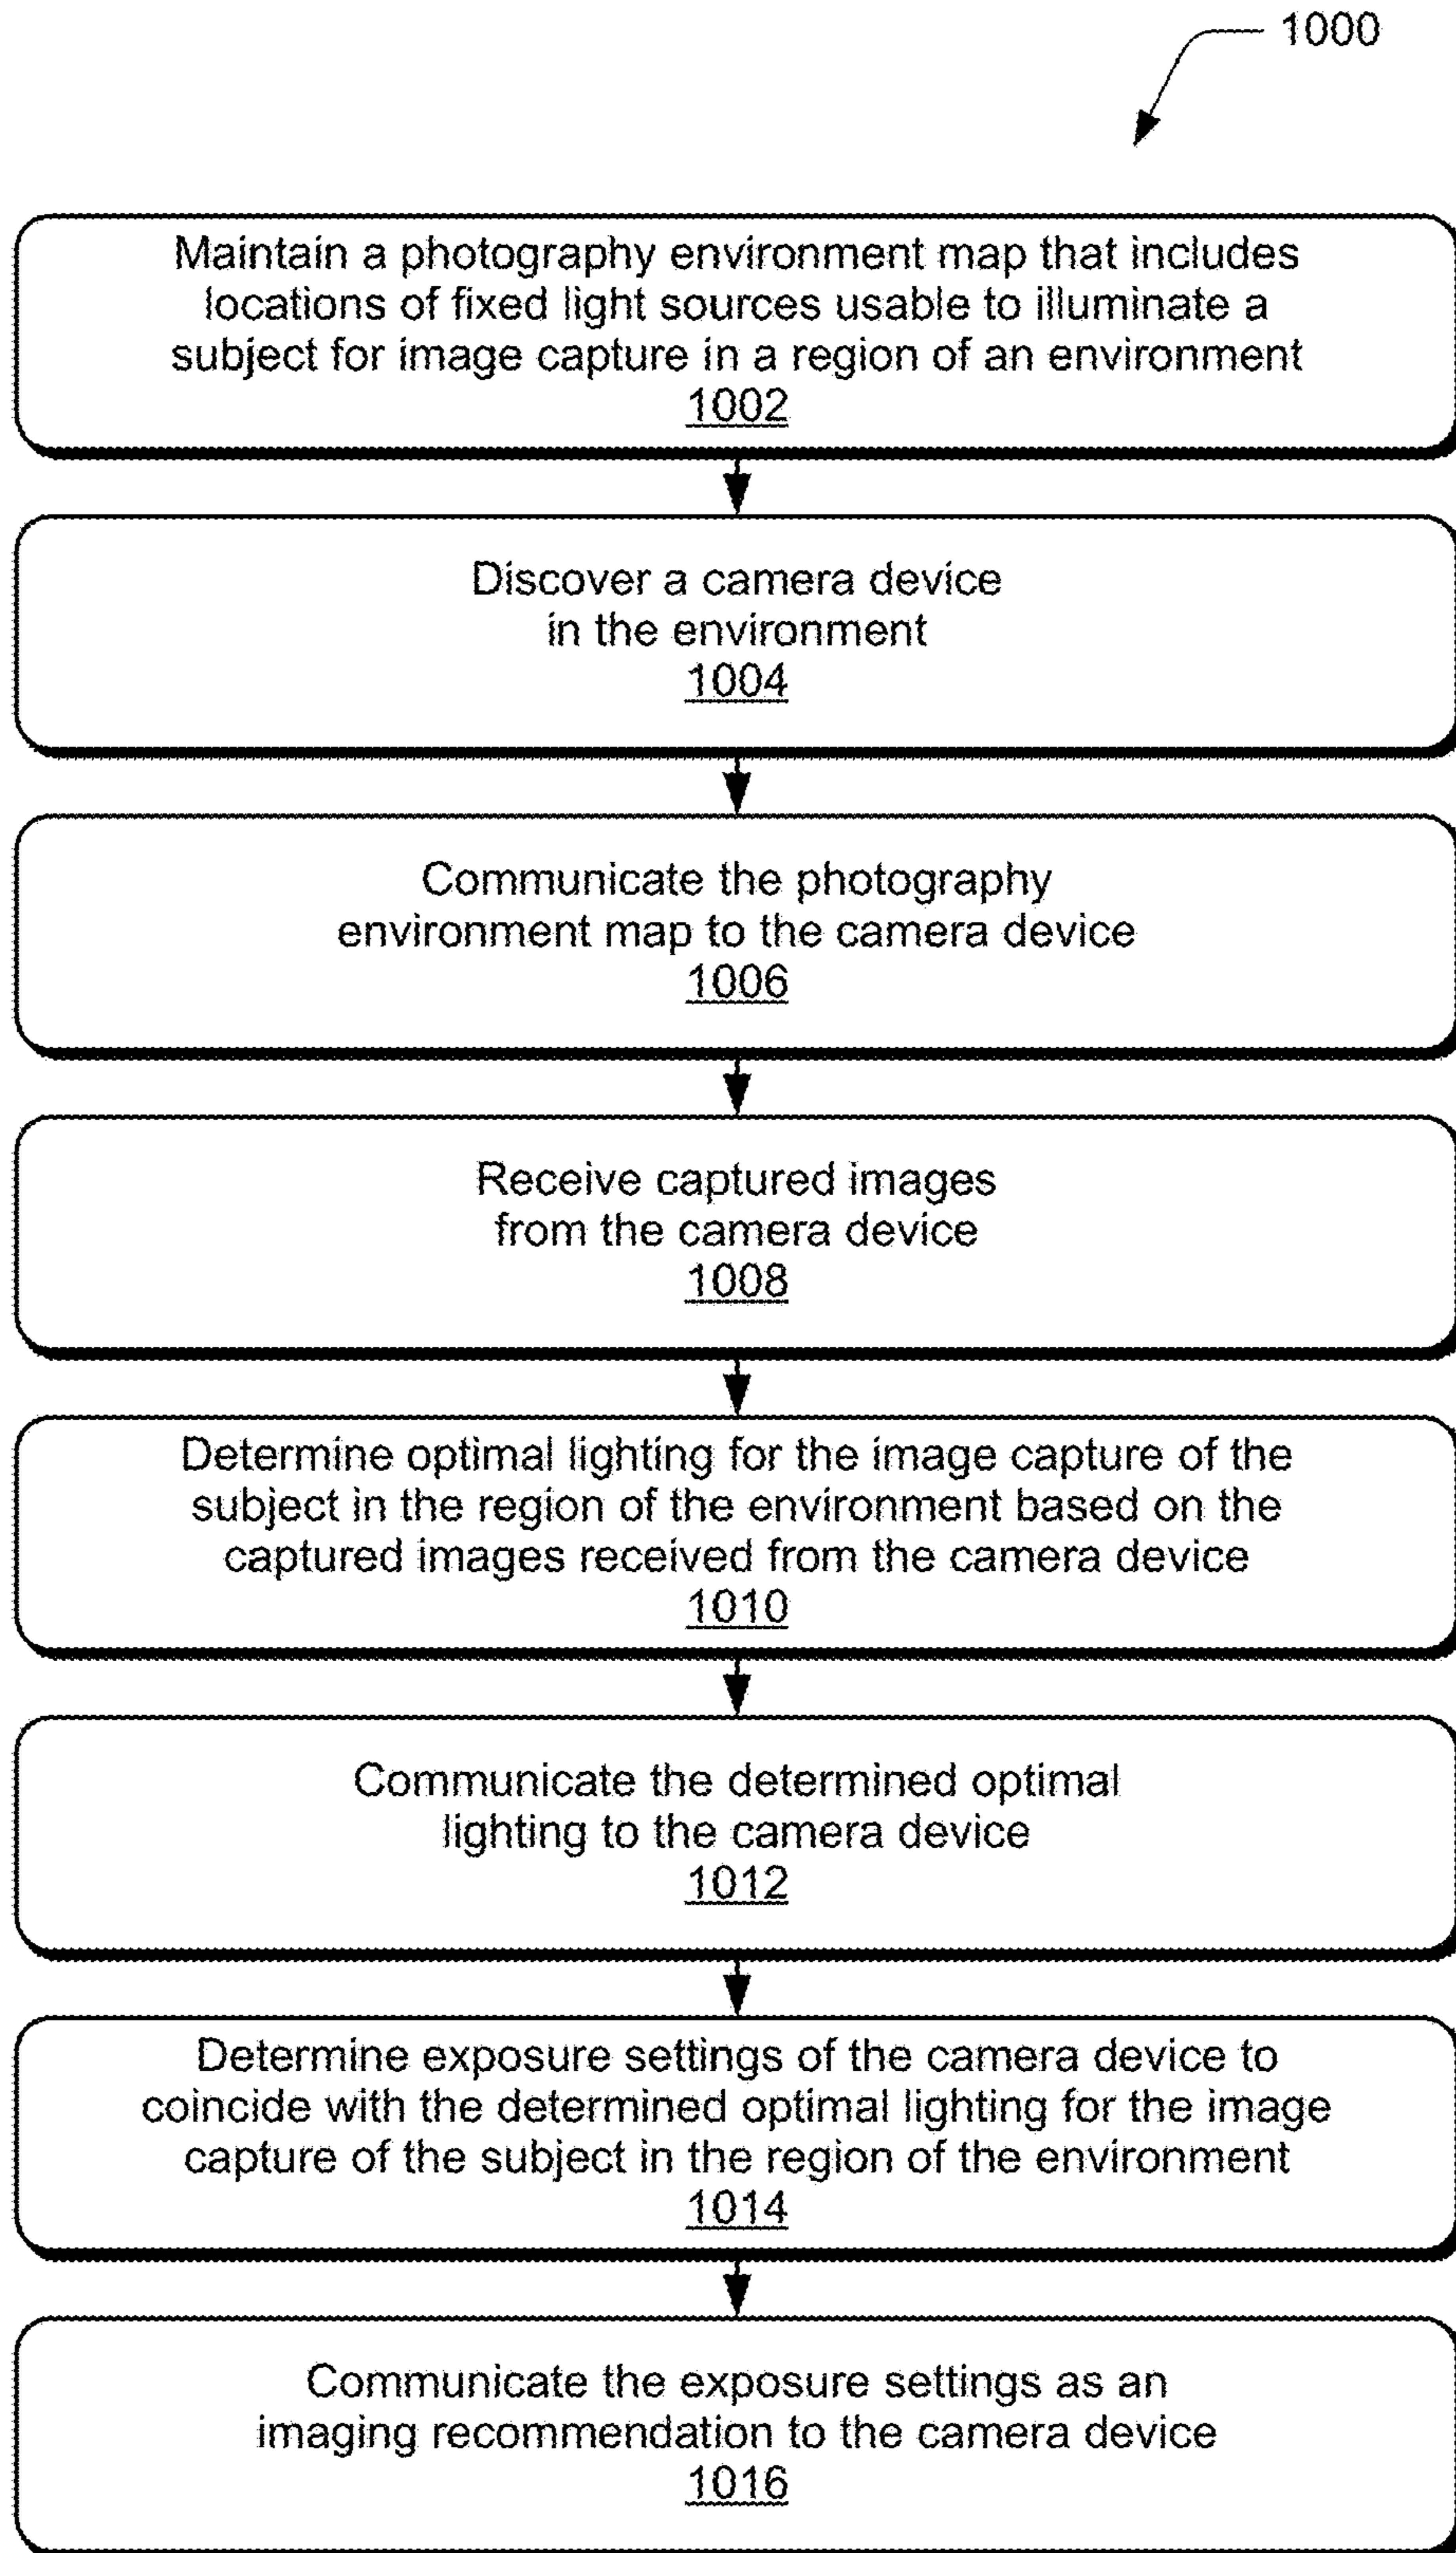 1000
Maintain a photography environment map that includes
locations of fixed light sources usable to illuminate a
subject for image capture in a region of an environment
1002
Discover a camera device
in the environment
1004
Communicate the photography
environment map to the camera device
1006
Receive captured images
from the camera device
1008
Determine optimal lighting for the image capture of the
subject in the region of the environment based on the
captured images received from the camera device
1010
Communicate the determined optimal
lighting to the camera device
1012
Determine exposure settings of the camera device to
coincide with the determined optimal lighting for the image
capture of the subject in the region of the environment
1014
Communicate the exposure settings as an
imaging recommendation to the camera device
1016